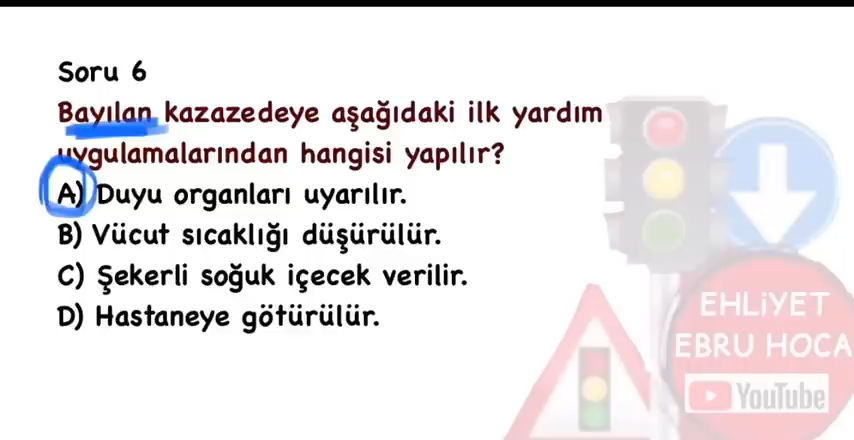 Soru 6
Bayılan kazazedeye aşağıdaki ilk yardım
uygulamalarından hangisi yapılır?
A) Duyu organları uyarılır.
B) Vücut sıcaklığı düşürülür.
C) Şekerli soğuk içecek verilir.
D) Hastaneye götürülür.
EHLİYET
EBRU HOCA
YouTube